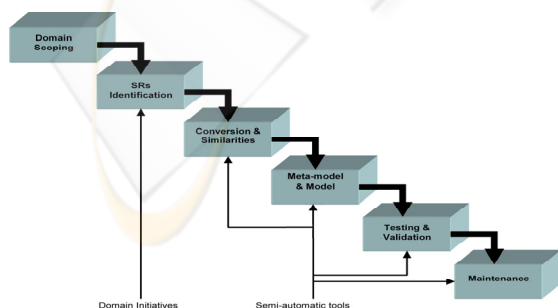 Domain
Scoping
SRs
Identification
Conversion &
Similarities
Meta-model
& Model
Testing &
Validation
Maintenance
Domain Initiatives
Semi-automatic tools